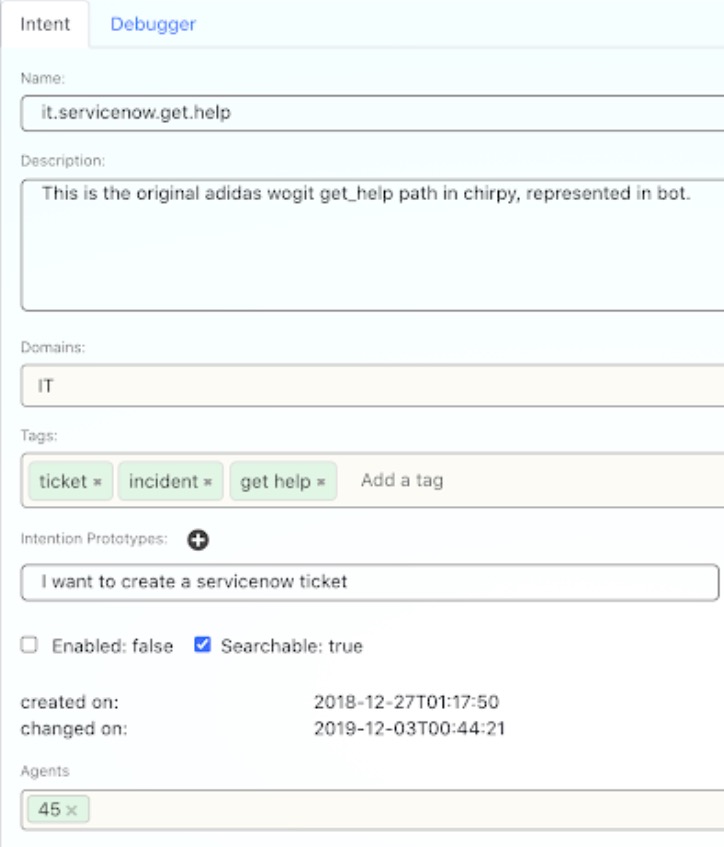 Intent Debugger
Name:
it.servicenow.get.help
Description:
This is the original adidas wogit get_help path in chirpy, represented in bot.
Domains:
IT
Tags:
ticket × incident × get help × Add a tag
Intention Prototypes:
I want to create a servicenow ticket
Enabled: false Searchable: true
created on: 2018-12-27T01:17:50
changed on: 2019-12-03T00:44:21
Agents
45 ×